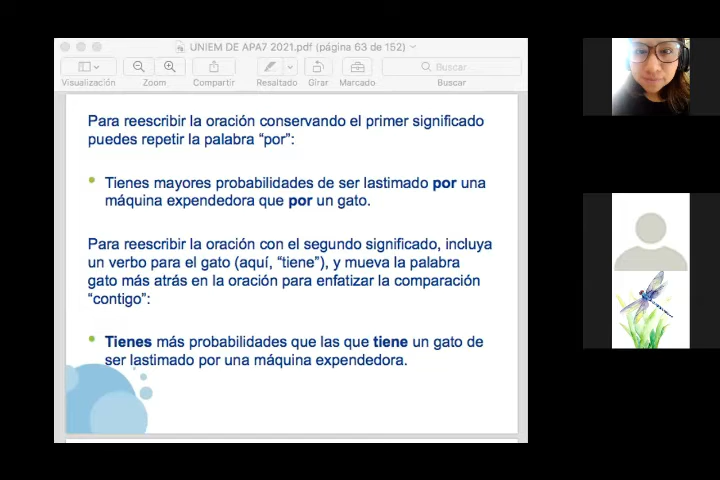 UNIEM DE APA7 2021.pdf (página 63 de 152)
Visualización Zoom Compartir Resaltado Girar Marcado Buscar
Buscar
Para reescribir la oración conservando el primer significado
puedes repetir la palabra “por”:
Tienes mayores probabilidades de ser lastimado por una
máquina expendedora que por un gato.
Para reescribir la oración con el segundo significado, incluya
un verbo para el gato (aquí, “tiene”), y mueva la palabra
gato más atrás en la oración para enfatizar la comparación
“contigo”:
Tienes más probabilidades que las que tiene un gato de
ser lastimado por una máquina expendedora.